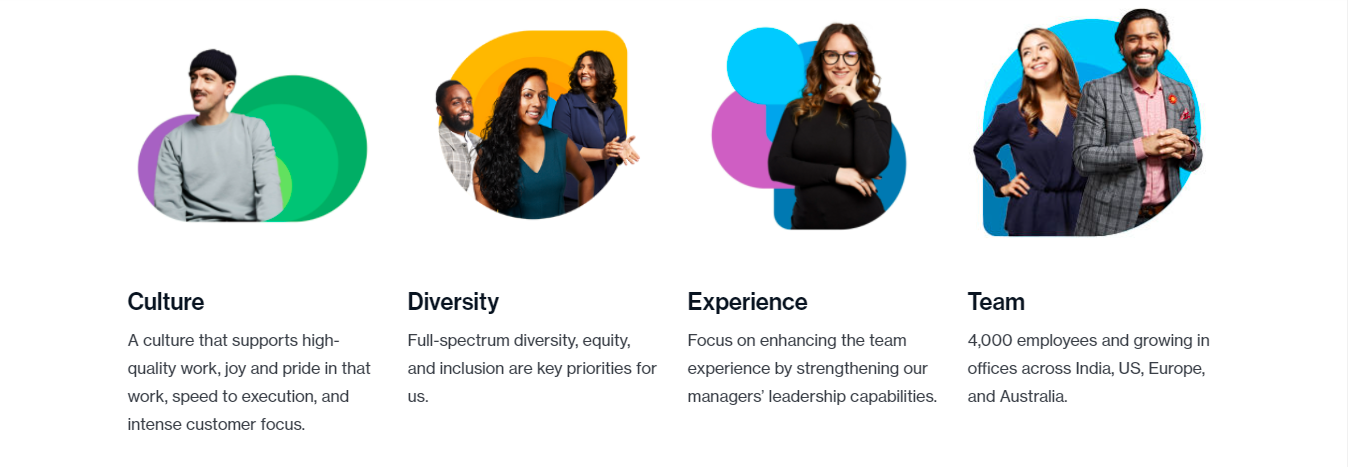 Culture
A culture that supports high-
quality work, joy and pride in that
work, speed to execution, and
intense customer focus.
Diversity
Full-spectrum diversity, equity,
and inclusion are key priorities for
us.
Experience
Focus on enhancing the team
experience by strengthening our
managers’ leadership capabilities.
Team
4,000 employees and growing in
offices across India, US, Europe,
and Australia.